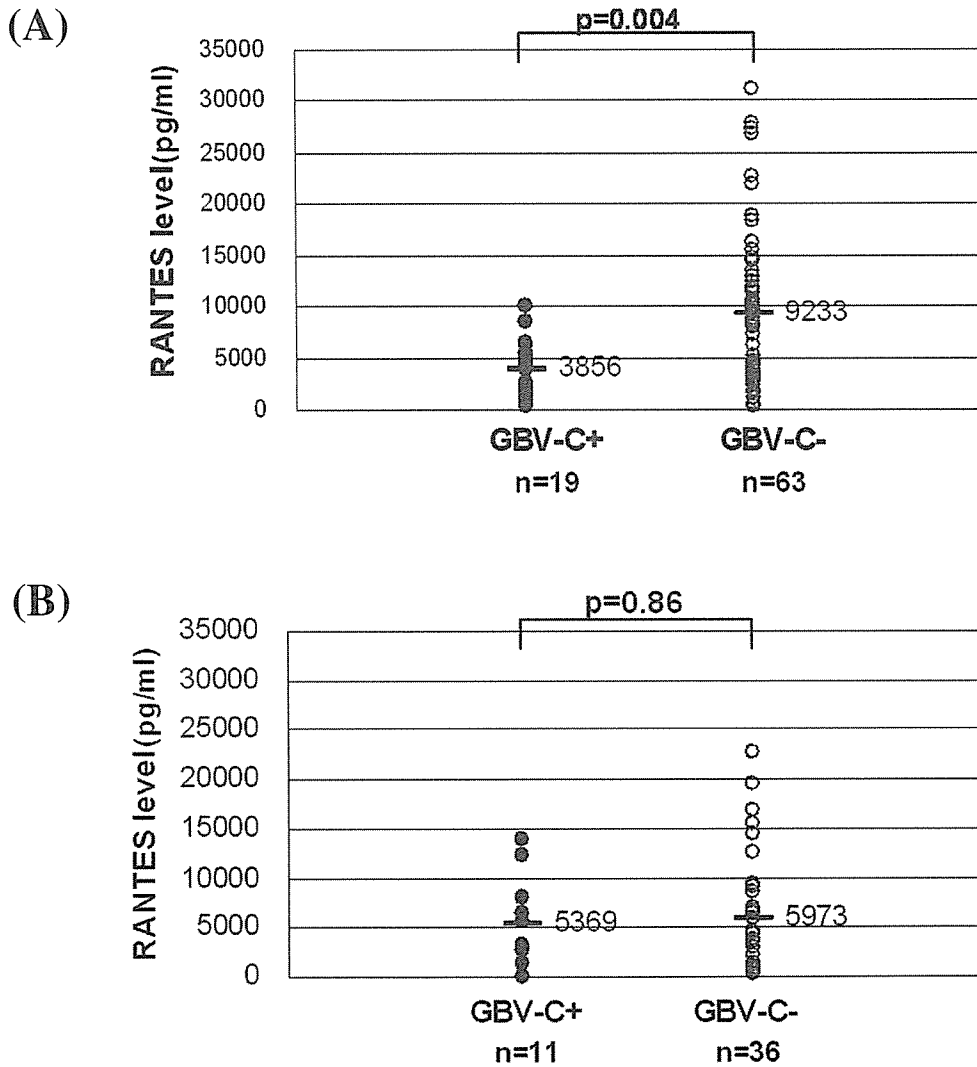 (A)
p=0.004
RANTES level(pg/ml)
35000
30000
25000
20000
15000
10000
5000
0
3856
9233
GBV-C+
GBV-C-
n=19
n=63
(B)
p=0.86
RANTES level(pg/ml)
35000
30000
25000
20000
15000
10000
5000
0
5369
5973
GBV-C+
GBV-C-
n=11
n=36